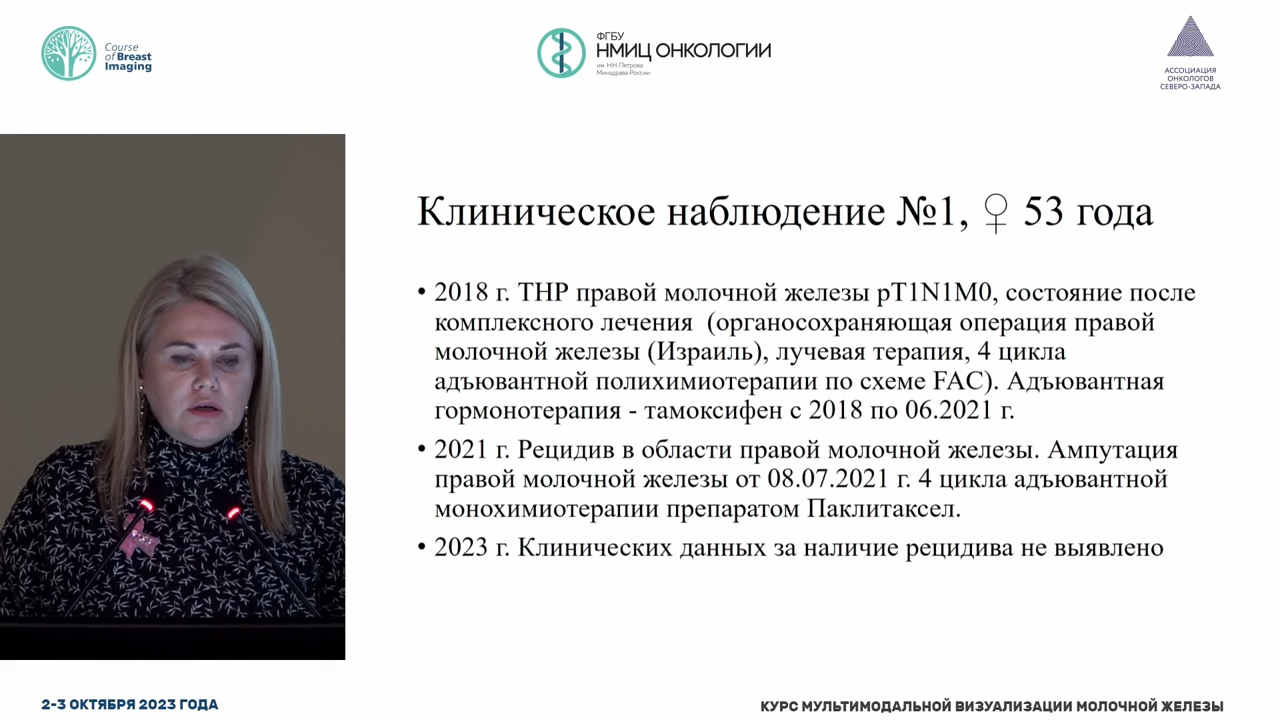 Course
of Breast
Imaging
ФГБУ
НМИЦ ОНКОЛОГИИ
им. Н.Н. Петрова
Минздрава России
АССОЦИАЦИЯ
ОНКОЛОГОВ
СЕВЕРО-ЗАПАДА
Клиническое наблюдение №1, ♀ 53 года
• 2018 г. ТНР правой молочной железы pT1N1M0, состояние после
комплексного лечения (органосохраняющая операция правой
молочной железы (Израиль), лучевая терапия, 4 цикла
адъювантной полихимиотерапии по схеме FAC). Адъювантная
гормонотерапия - тамоксифен с 2018 по 06.2021 г.
• 2021 г. Рецидив в области правой молочной железы. Ампутация
правой молочной железы от 08.07.2021 г. 4 цикла адъювантной
монохимиотерапии препаратом Паклитаксел.
• 2023 г. Клинических данных за наличие рецидива не выявлено
2-3 ОКТЯБРЯ 2023 ГОДА
КУРС МУЛЬТИМОДАЛЬНОЙ ВИЗУАЛИЗАЦИИ МОЛОЧНОЙ ЖЕЛЕЗЫ